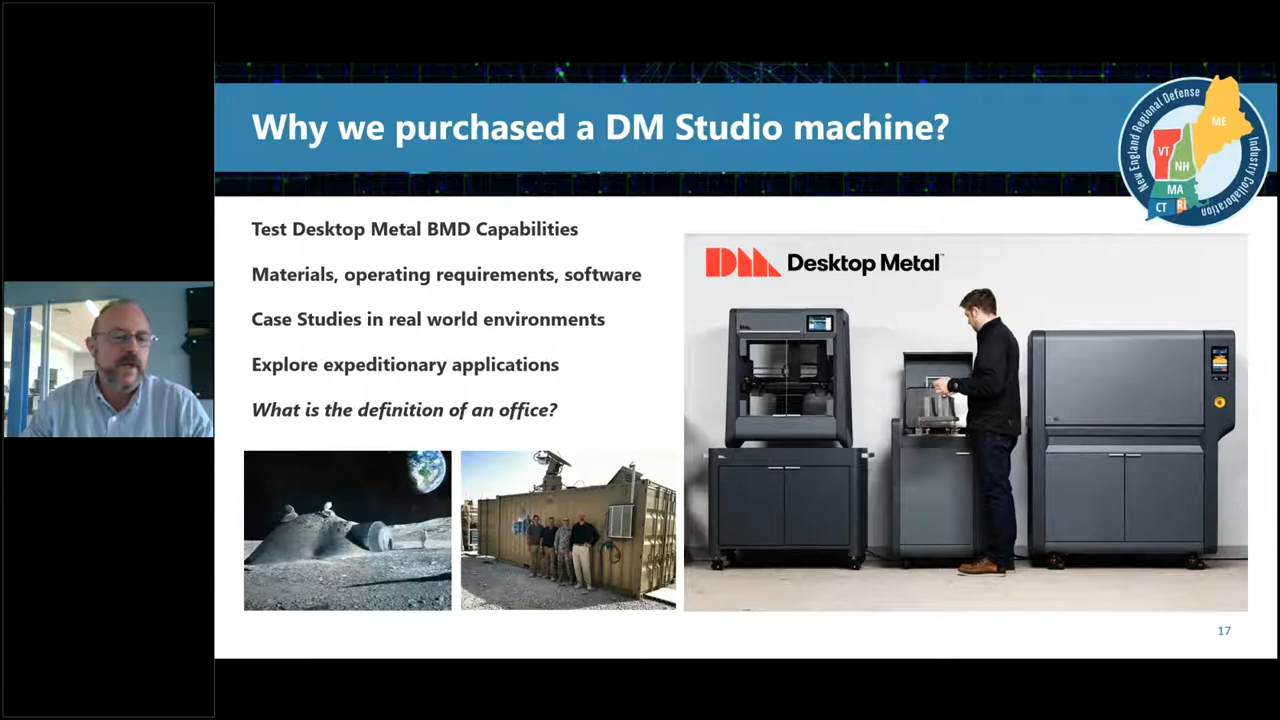 Why we purchased a DM Studio machine?
New England Regional Defense
Industry Collaboration
ME
VT
NH
MA
CT
RI
Test Desktop Metal BMD Capabilities
Materials, operating requirements, software
Case Studies in real world environments
Explore expeditionary applications
What is the definition of an office?
DM Desktop Metal
17